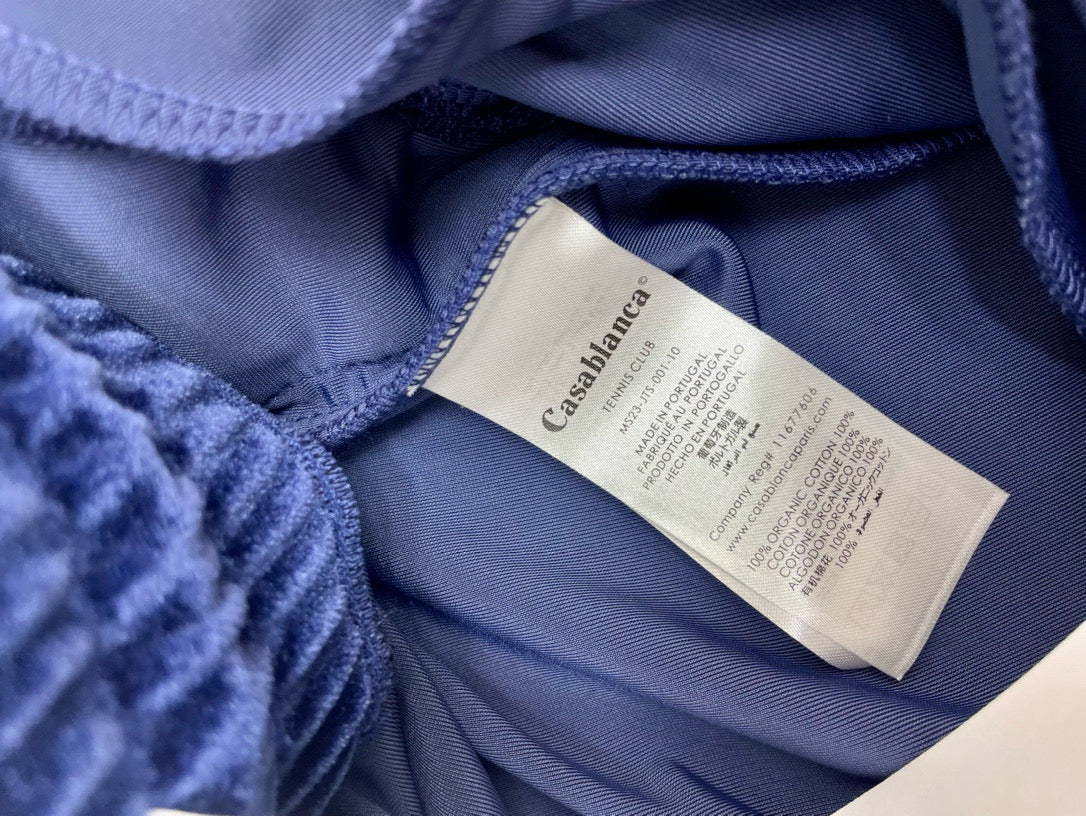 Casablanca©
TENNIS CLUB
MS23-JTS-001-10
MADE IN PORTUGAL
FABRIQUÉ AU PORTUGAL
PRODOTTO IN PORTOGALLO
HECHO EN PORTUGAL
葡萄牙制造
ポルトガル製
Company Reg# 11677606
www.casablancaparis.com
100% ORGANIC COTTON 100%
COTON ORGANIQUE 100%
COTONE ORGANICO 100%
ALGODON ORGANICO 100%
有机棉花 100% オーガニックコットン
100%